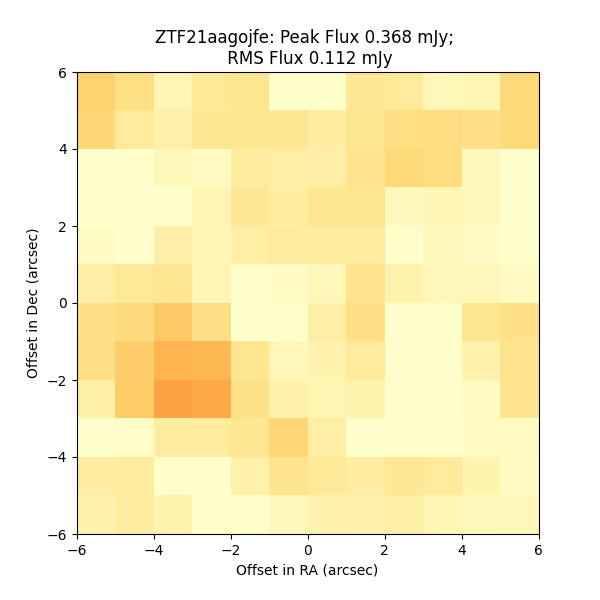 ZTF21aagojfe: Peak Flux 0.368 mJy;
RMS Flux 0.112 mJy
6
4
2
0
−2
−4
−6
Offset in Dec (arcsec)
−6 −4 −2 0 2 4 6
Offset in RA (arcsec)